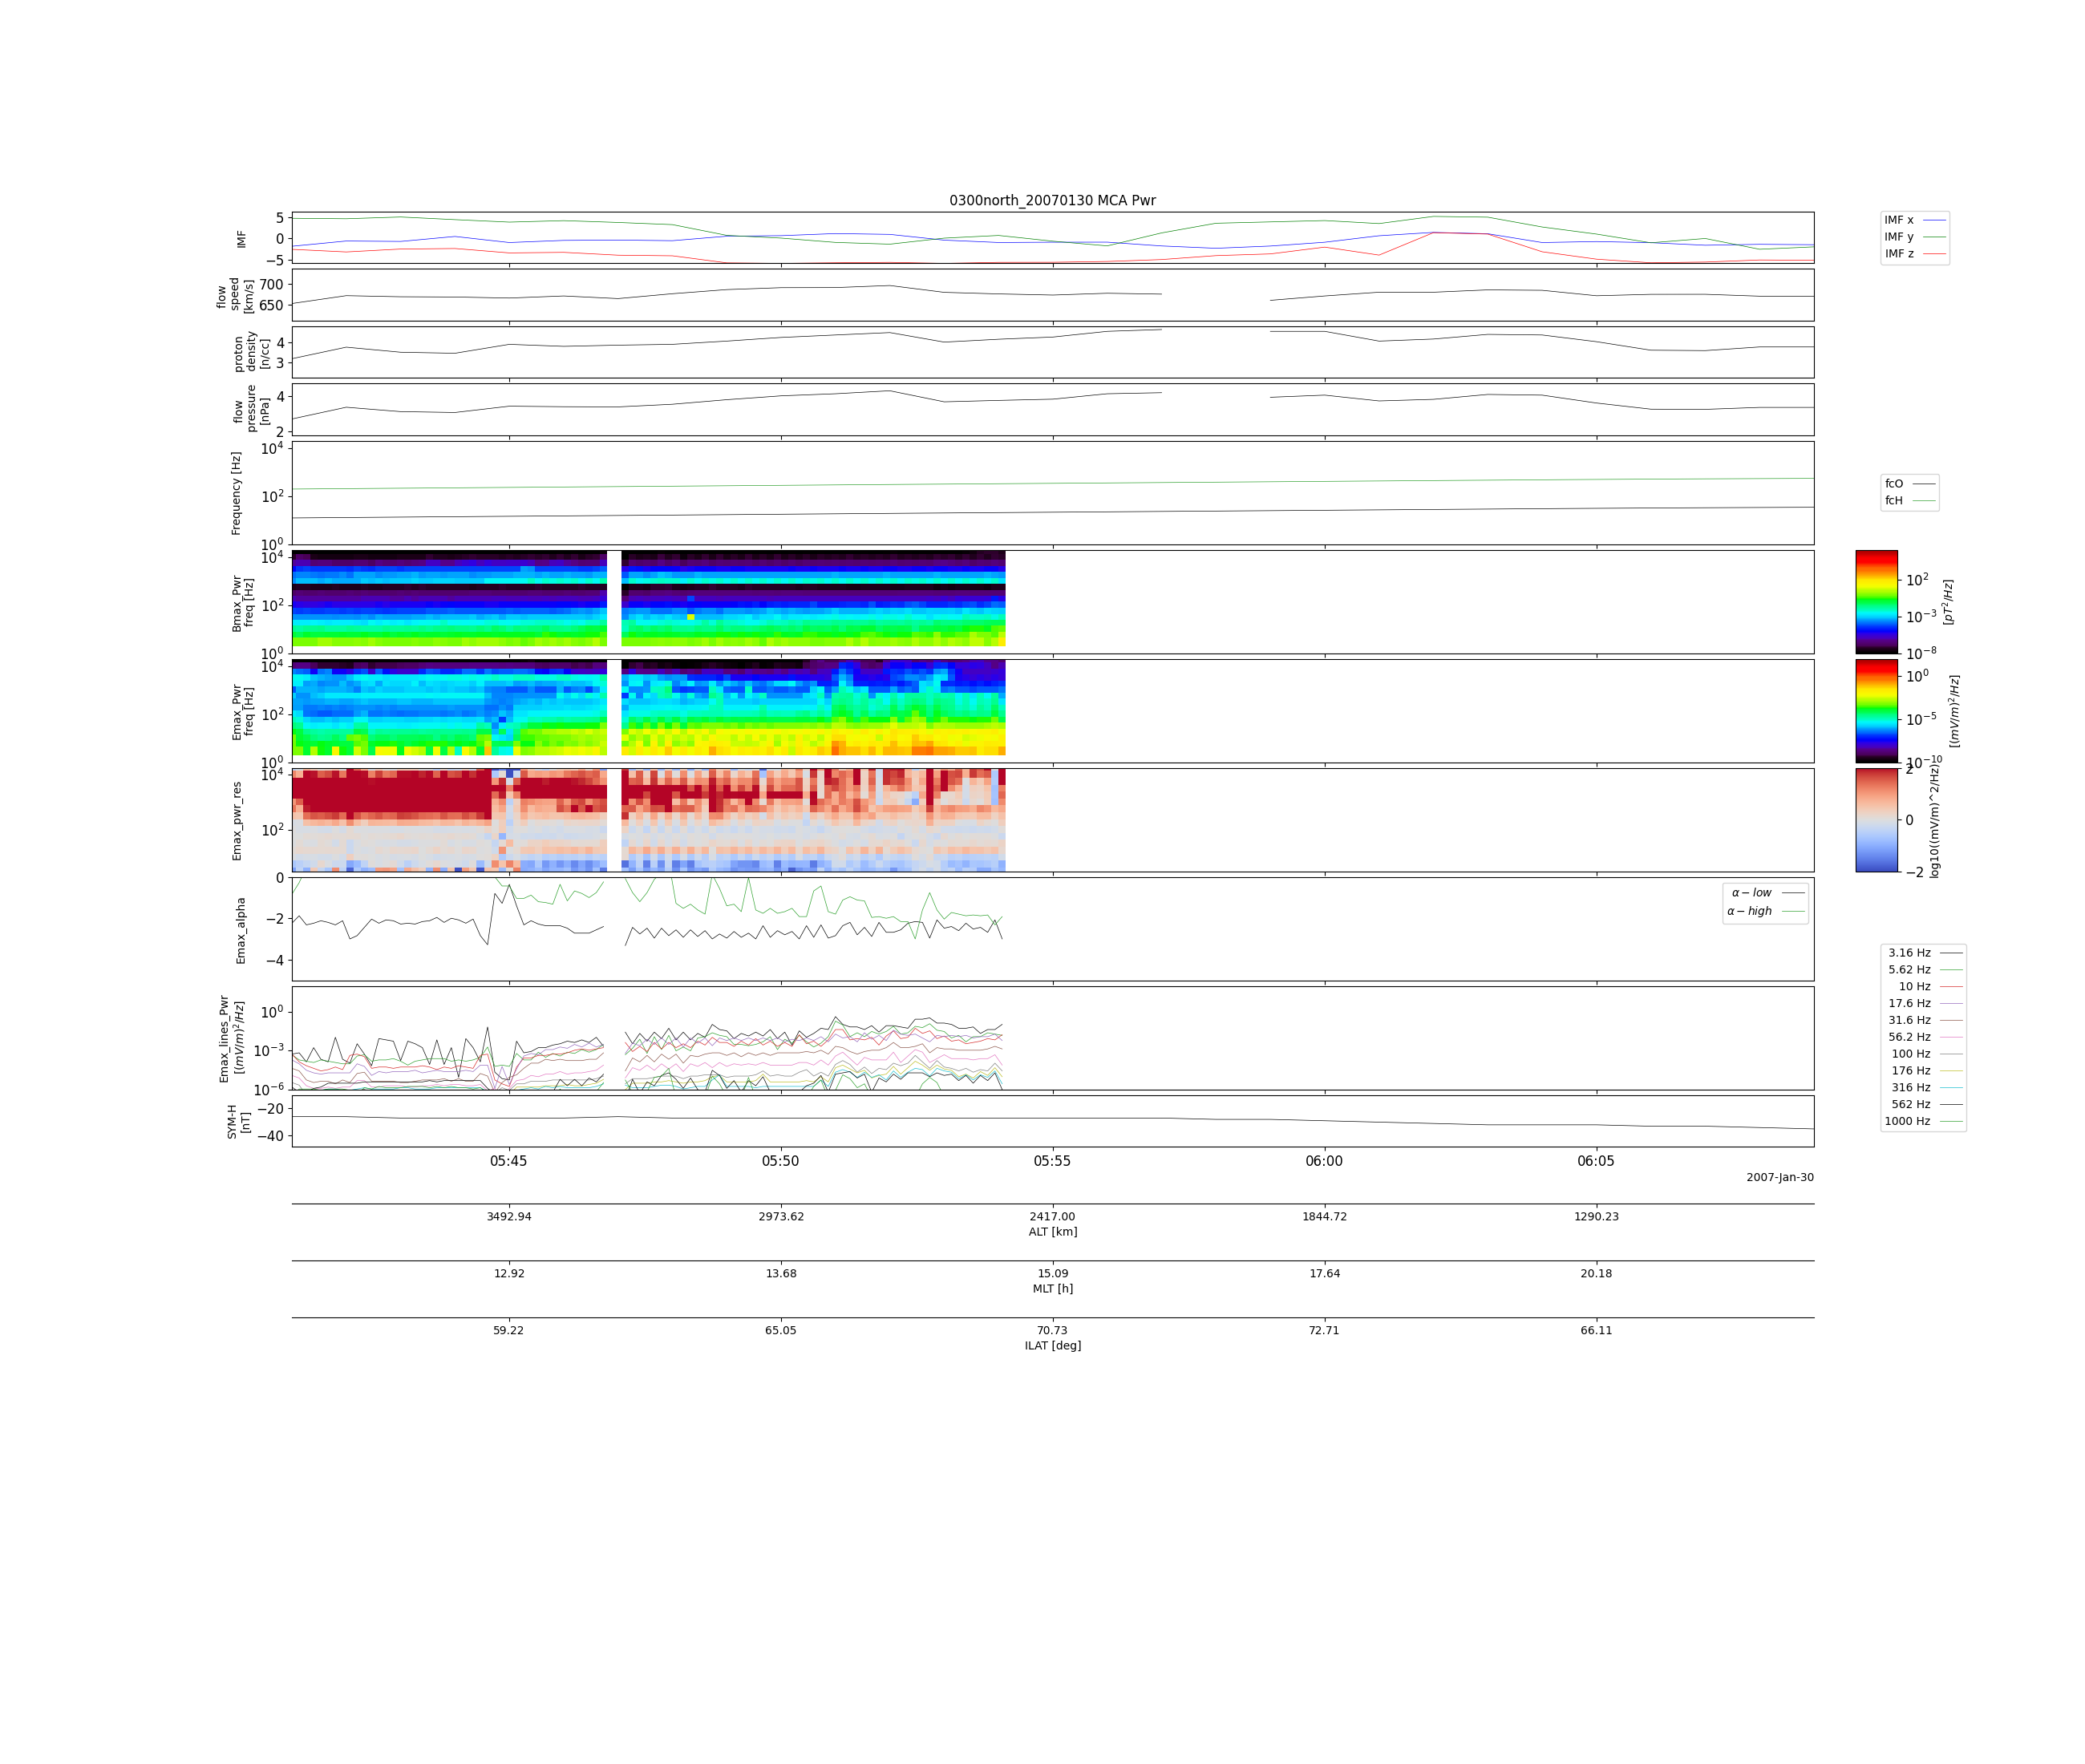 0300north_20070130 MCA Pwr
5
0
−5
IMF
IMF x
IMF y
IMF z
700
650
flow
speed
[km/s]
4
3
proton
density
[n/cc]
4
2
flow
pressure
[nPa]
10^4
10^2
10^0
Frequency [Hz]
fcO
fcH
10^4
10^2
10^0
Bmax_Pwr
freq [Hz]
10^2
10^−3
10^−8
[pT^2/Hz]
10^4
10^2
10^0
Emax_Pwr
freq [Hz]
10^0
10^−5
10^−10
[(mV/m)^2/Hz]
10^4
10^2
Emax_pwr_res
2
0
−2
log10((mV/m)^2/Hz)
0
−2
−4
Emax_alpha
α − low
α − high
10^0
10^−3
10^−6
Emax_lines_Pwr
[(mV/m)^2/Hz]
3.16 Hz
5.62 Hz
10 Hz
17.6 Hz
31.6 Hz
56.2 Hz
100 Hz
176 Hz
316 Hz
562 Hz
1000 Hz
−20
−40
SYM-H
[nT]
05:45 05:50 05:55 06:00 06:05
2007-Jan-30
3492.94 2973.62 2417.00 1844.72 1290.23
ALT [km]
12.92 13.68 15.09 17.64 20.18
MLT [h]
59.22 65.05 70.73 72.71 66.11
ILAT [deg]